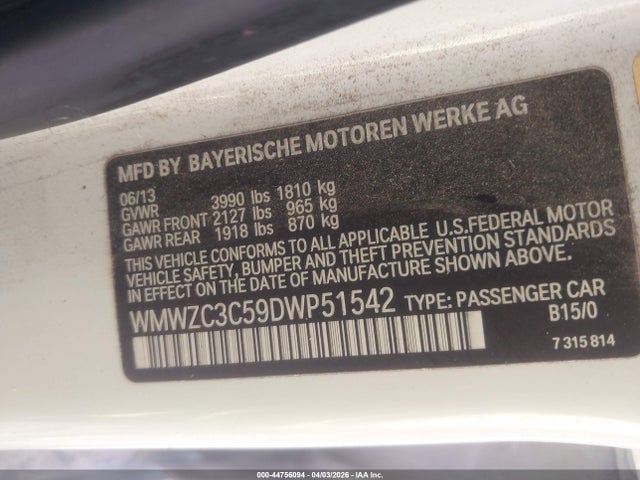 MFD BY BAYERISCHE MOTOREN WERKE AG
06/13
GVWR 3990 lbs 1810 kg
GAWR FRONT 2127 lbs 965 kg
GAWR REAR 1918 lbs 870 kg
THIS VEHICLE CONFORMS TO ALL APPLICABLE U.S.FEDERAL MOTOR
VEHICLE SAFETY, BUMPER AND THEFT PREVENTION STANDARDS
IN EFFECT ON THE DATE OF MANUFACTURE SHOWN ABOVE.
WMWZC3C59DWP51542 TYPE: PASSENGER CAR
B15/0
7 315 814
000-44756094 - 04/03/2026 - IAA Inc.